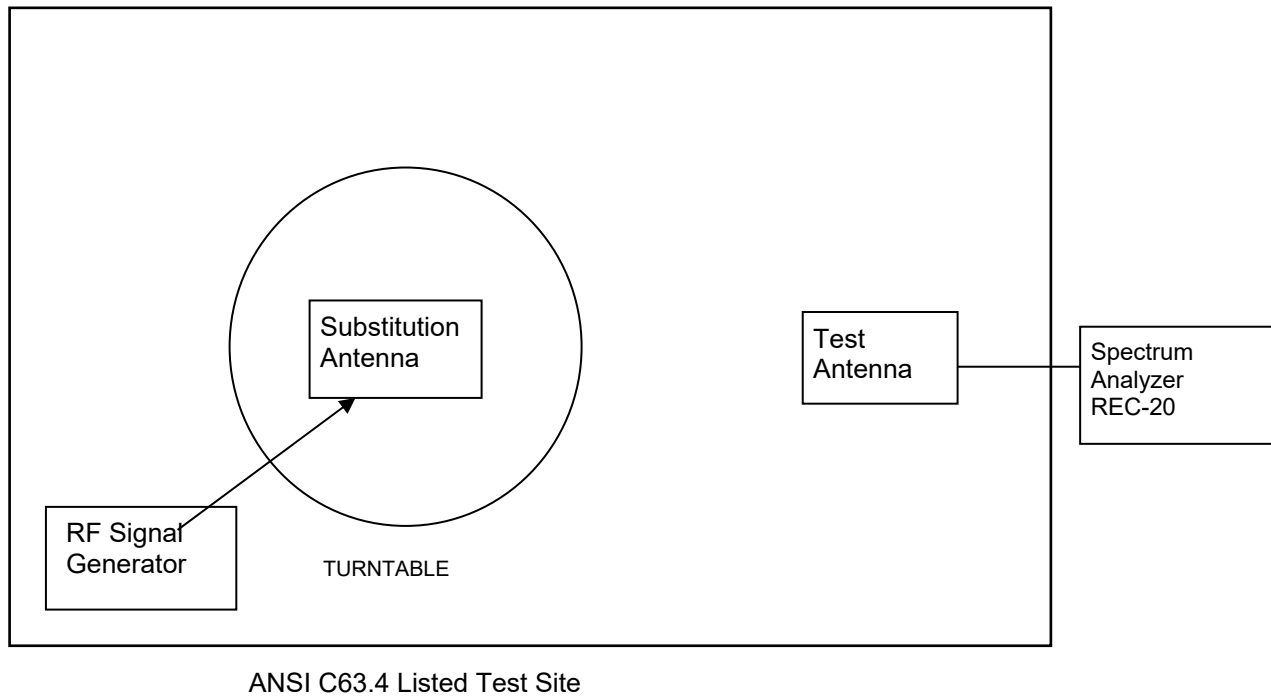 Substitution
Antenna
Test
Antenna
Spectrum
Analyzer
REC-20
RF Signal
Generator
TURNTABLE
ANSI C63.4 Listed Test Site